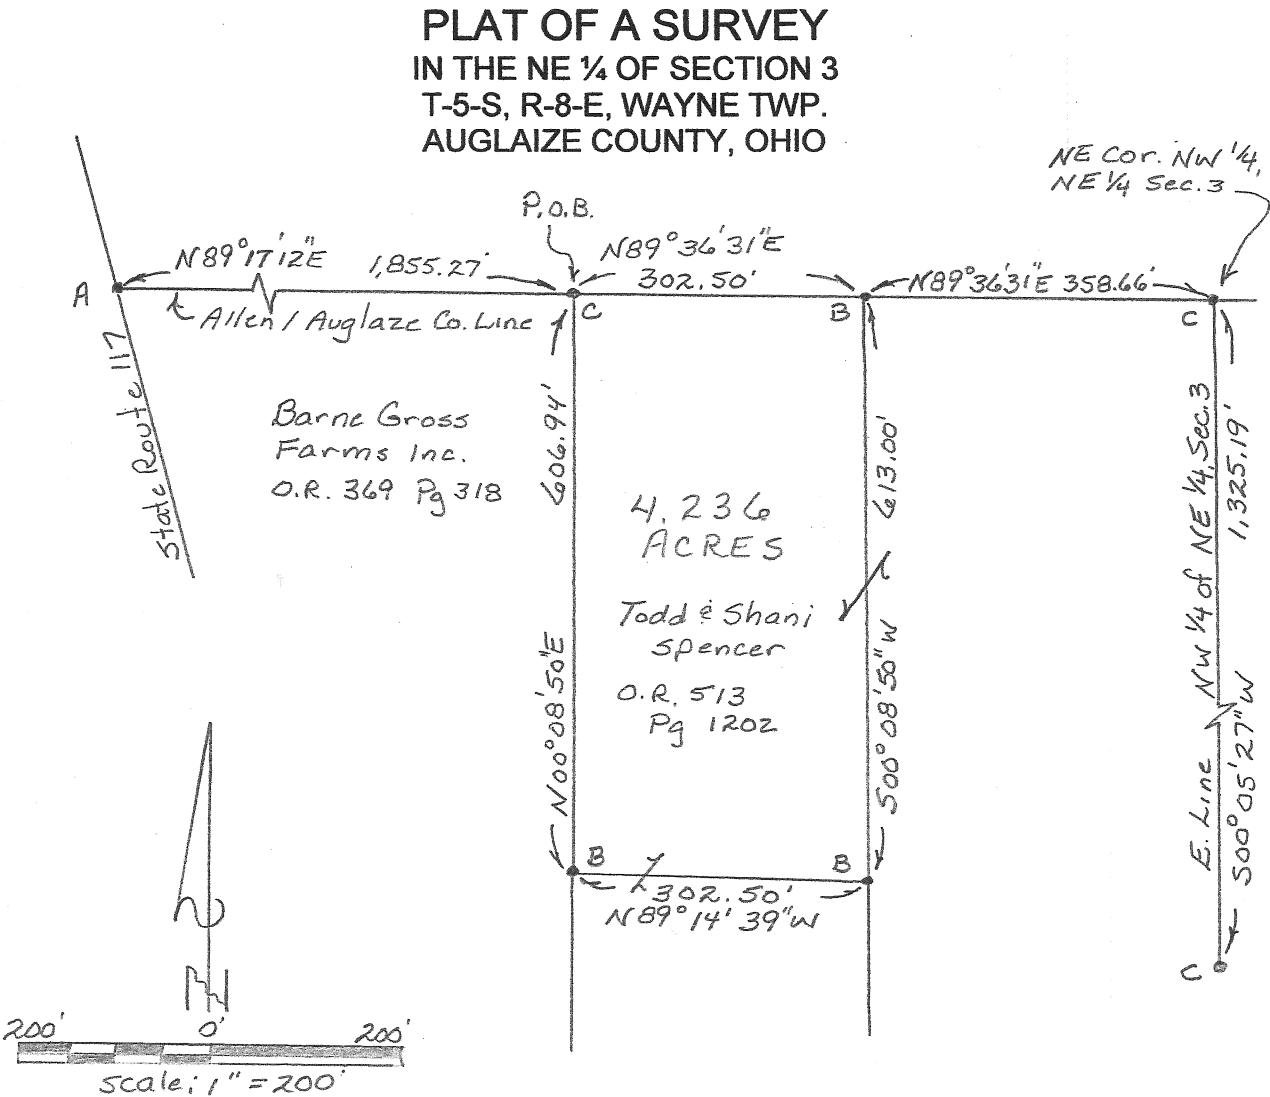 PLAT OF A SURVEY
IN THE NE ¼ OF SECTION 3
T-5-S, R-8-E, WAYNE TWP.
AUGLAIZE COUNTY, OHIO
NE Cor. NW ¼,
NE ¼ Sec. 3
P.O.B.
N89°17'12"E 1,855.27'
N89°36'31"E
302.50'
N89°36'31"E 358.66'
A
C
B
C
Allen / Auglaze Co. Line
State Route 117
Barne Gross
Farms Inc.
O.R. 369 Pg 318
606.94'
N00°08'50"E
4.236
ACRES
Todd & Shani
Spencer
O.R. 513
Pg 1202
613.00'
S00°08'50"W
E. Line NW ¼ of NE ¼, Sec. 3
1,325.19'
S00°05'27"W
B
B
302.50'
N89°14'39"W
C
N
200' 0' 200'
Scale; 1" = 200'